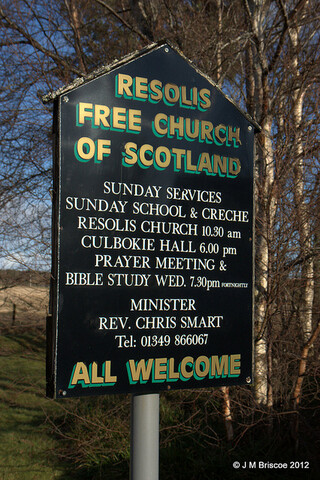 RESOLIS
FREE CHURCH
OF SCOTLAND
SUNDAY SERVICES
SUNDAY SCHOOL & CRECHE
RESOLIS CHURCH 10.30 am
CULBOKIE HALL 6.00 pm
PRAYER MEETING &
BIBLE STUDY WED. 7.30pm FORTNIGHTLY
MINISTER
REV. CHRIS SMART
Tel: 01349 866067
ALL WELCOME
© J M Briscoe 2012